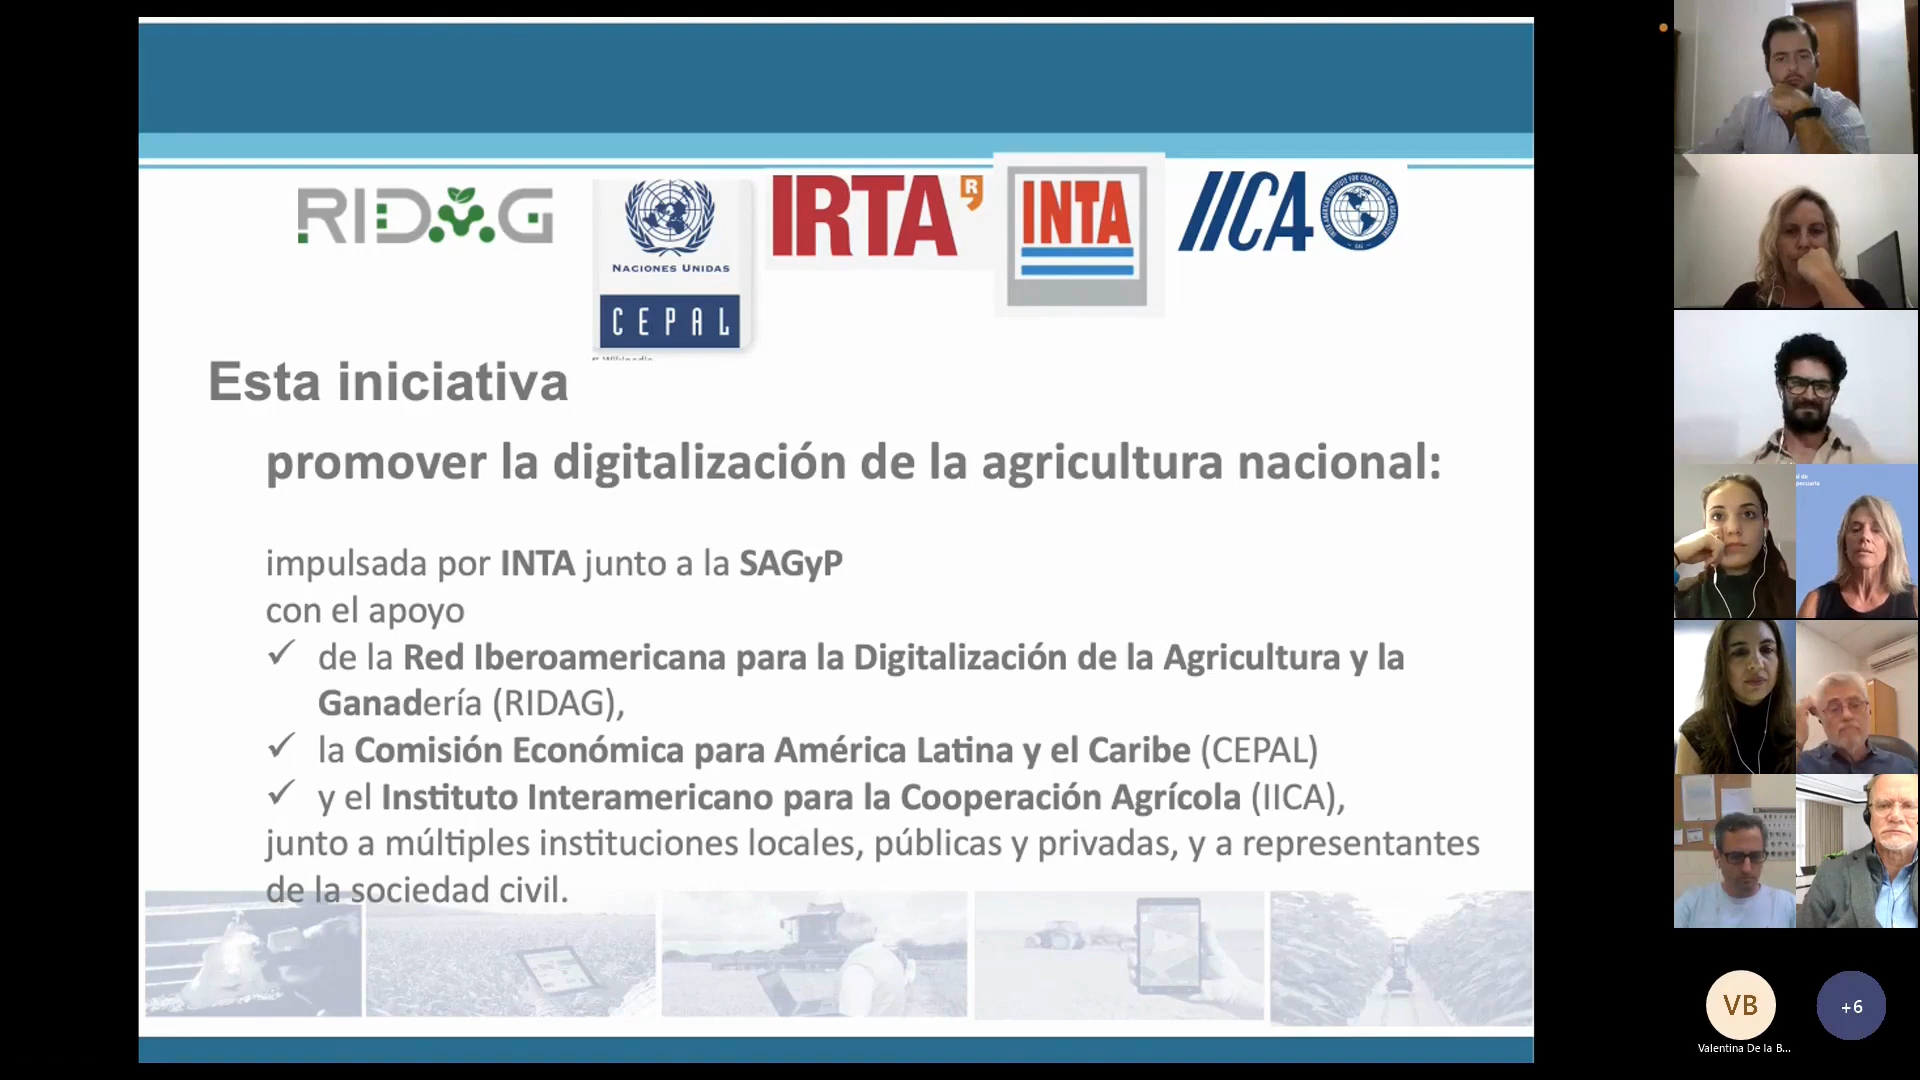 RIDAG
NACIONES UNIDAS
CEPAL
IRTA
R
INTA
IICA
Esta iniciativa
promover la digitalización de la agricultura nacional:
impulsada por INTA junto a la SAGyP
con el apoyo
✓ de la Red Iberoamericana para la Digitalización de la Agricultura y la
Ganadería (RIDAG),
✓ la Comisión Económica para América Latina y el Caribe (CEPAL)
✓ y el Instituto Interamericano para la Cooperación Agrícola (IICA),
junto a múltiples instituciones locales, públicas y privadas, y a representantes
de la sociedad civil.
VB
+6
Valentina De la B...